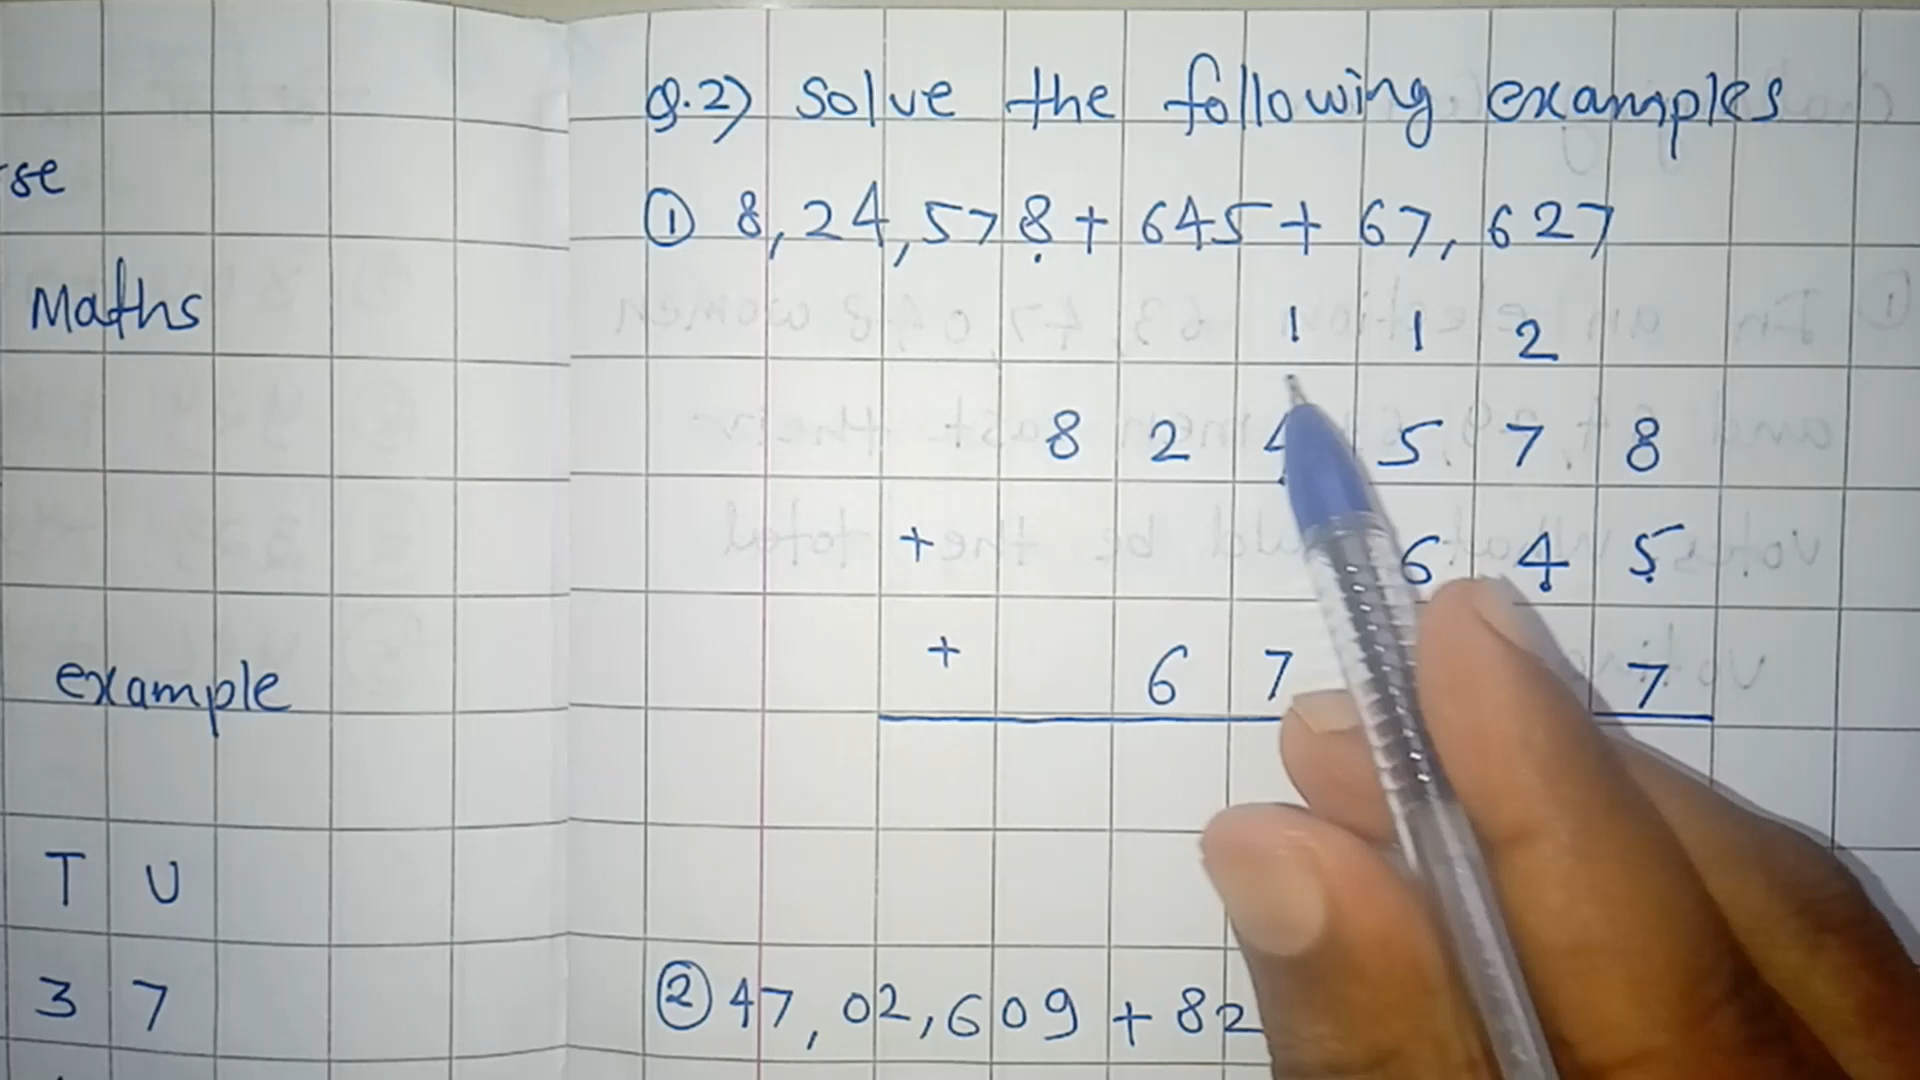 se
Maths
example
T U
3 7
Q.2) Solve the following examples
① 8,24,578 + 645 + 67,627
1 1 2
8 2 4 5 7 8
+ 6 4 5
+ 6 7 7
② 47,02,609 + 82